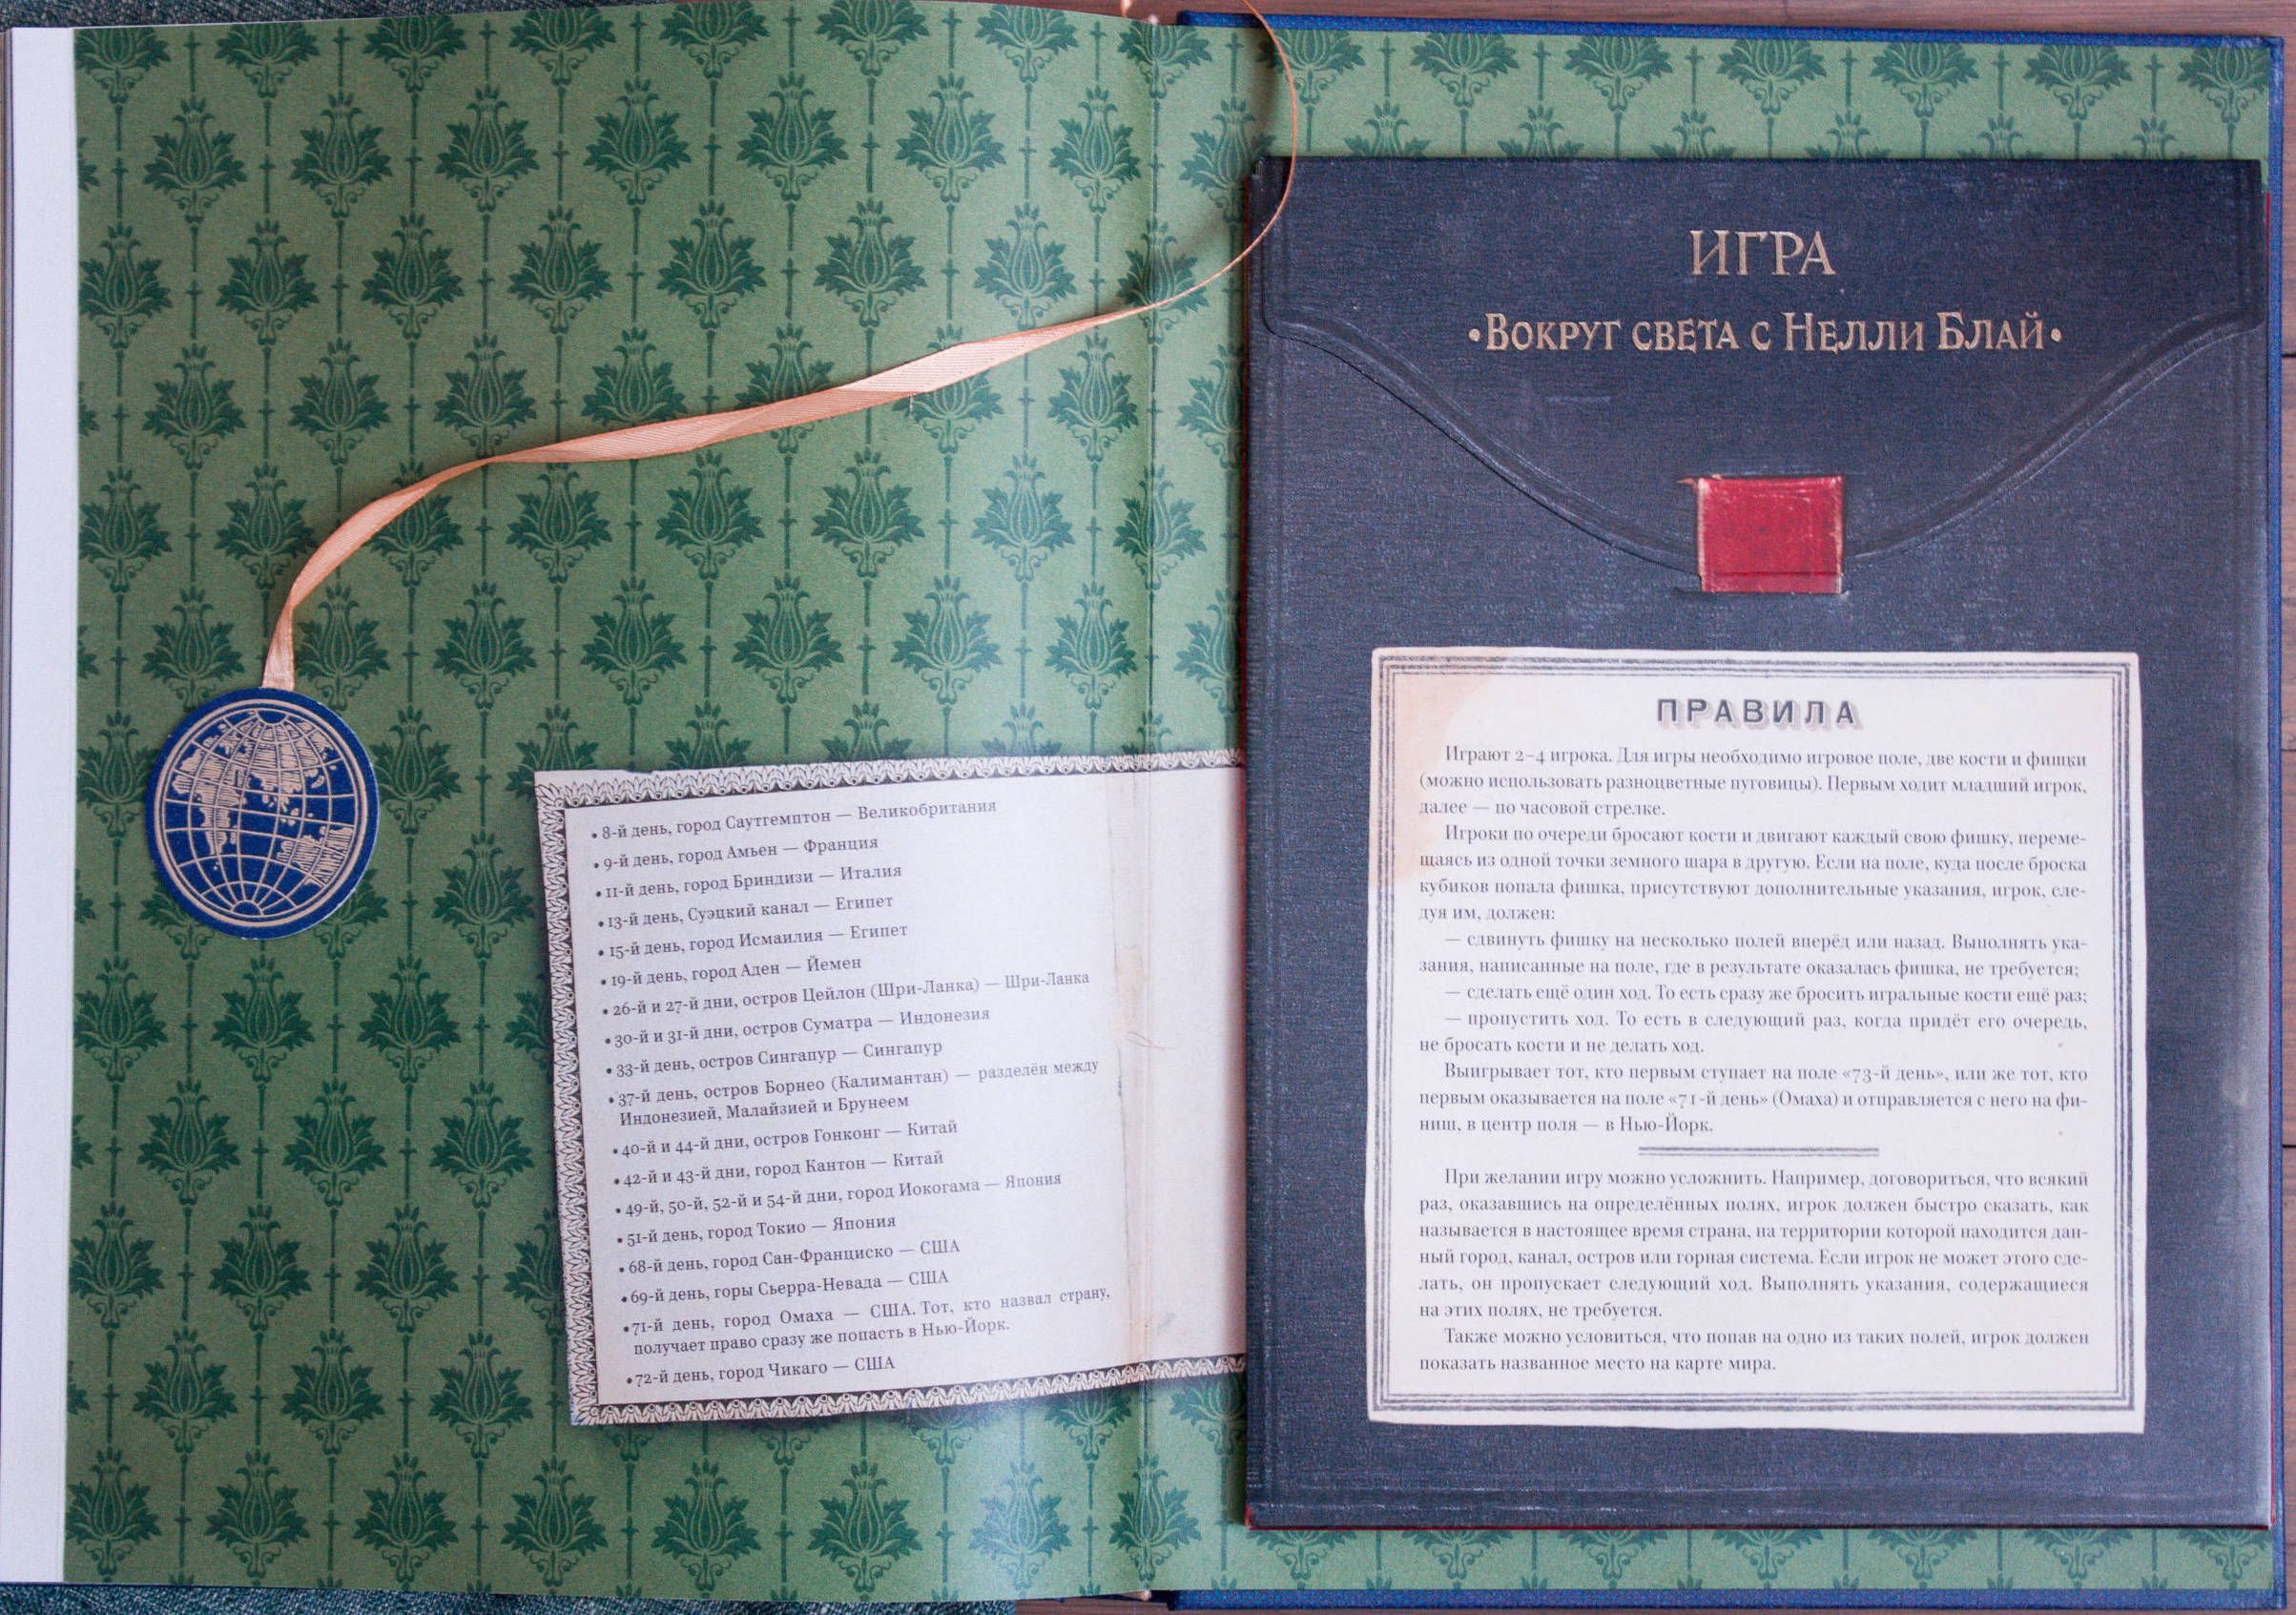 • 8-й день, город Саутгемптон — Великобритания
• 9-й день, город Амьен — Франция
• 11-й день, город Бриндизи — Италия
• 13-й день, Суэцкий канал — Египет
• 15-й день, город Исмаилия — Египет
• 19-й день, город Аден — Йемен
• 26-й и 27-й дни, остров Цейлон (Шри-Ланка) — Шри-Ланка
• 30-й и 31-й дни, остров Суматра — Индонезия
• 33-й день, остров Сингапур — Сингапур
• 37-й день, остров Борнео (Калимантан) — разделён между
Индонезией, Малайзией и Брунеем
• 40-й и 44-й дни, остров Гонконг — Китай
• 42-й и 43-й дни, город Кантон — Китай
• 49-й, 50-й, 52-й и 54-й дни, город Иокогама — Япония
• 51-й день, город Токио — Япония
• 68-й день, город Сан-Франциско — США
• 69-й день, горы Сьерра-Невада — США
• 71-й день, город Омаха — США. Тот, кто назвал страну,
получает право сразу же попасть в Нью-Йорк.
• 72-й день, город Чикаго — США
ИГРА
•Вокруг света с Нелли Блай•
ПРАВИЛА
Играют 2–4 игрока. Для игры необходимо игровое поле, две кости и фишки
(можно использовать разноцветные пуговицы). Первым ходит младший игрок,
далее — по часовой стрелке.
Игроки по очереди бросают кости и двигают каждый свою фишку, переме-
щаясь из одной точки земного шара в другую. Если на поле, куда после броска
кубиков попала фишка, присутствуют дополнительные указания, игрок, сле-
дуя им, должен:
— сдвинуть фишку на несколько полей вперёд или назад. Выполнять ука-
зания, написанные на поле, где в результате оказалась фишка, не требуется;
— сделать ещё один ход. То есть сразу же бросить игральные кости ещё раз;
— пропустить ход. То есть в следующий раз, когда придёт его очередь,
не бросать кости и не делать ход.
Выигрывает тот, кто первым ступает на поле «73-й день», или же тот, кто
первым оказывается на поле «71-й день» (Омаха) и отправляется с него на фи-
ниш, в центр поля — в Нью-Йорк.
При желании игру можно усложнить. Например, договориться, что всякий
раз, оказавшись на определённых полях, игрок должен быстро сказать, как
называется в настоящее время страна, на территории которой находится дан-
ный город, канал, остров или горная система. Если игрок не может этого сде-
лать, он пропускает следующий ход. Выполнять указания, содержащиеся
на этих полях, не требуется.
Также можно условиться, что попав на одно из таких полей, игрок должен
показать названное место на карте мира.